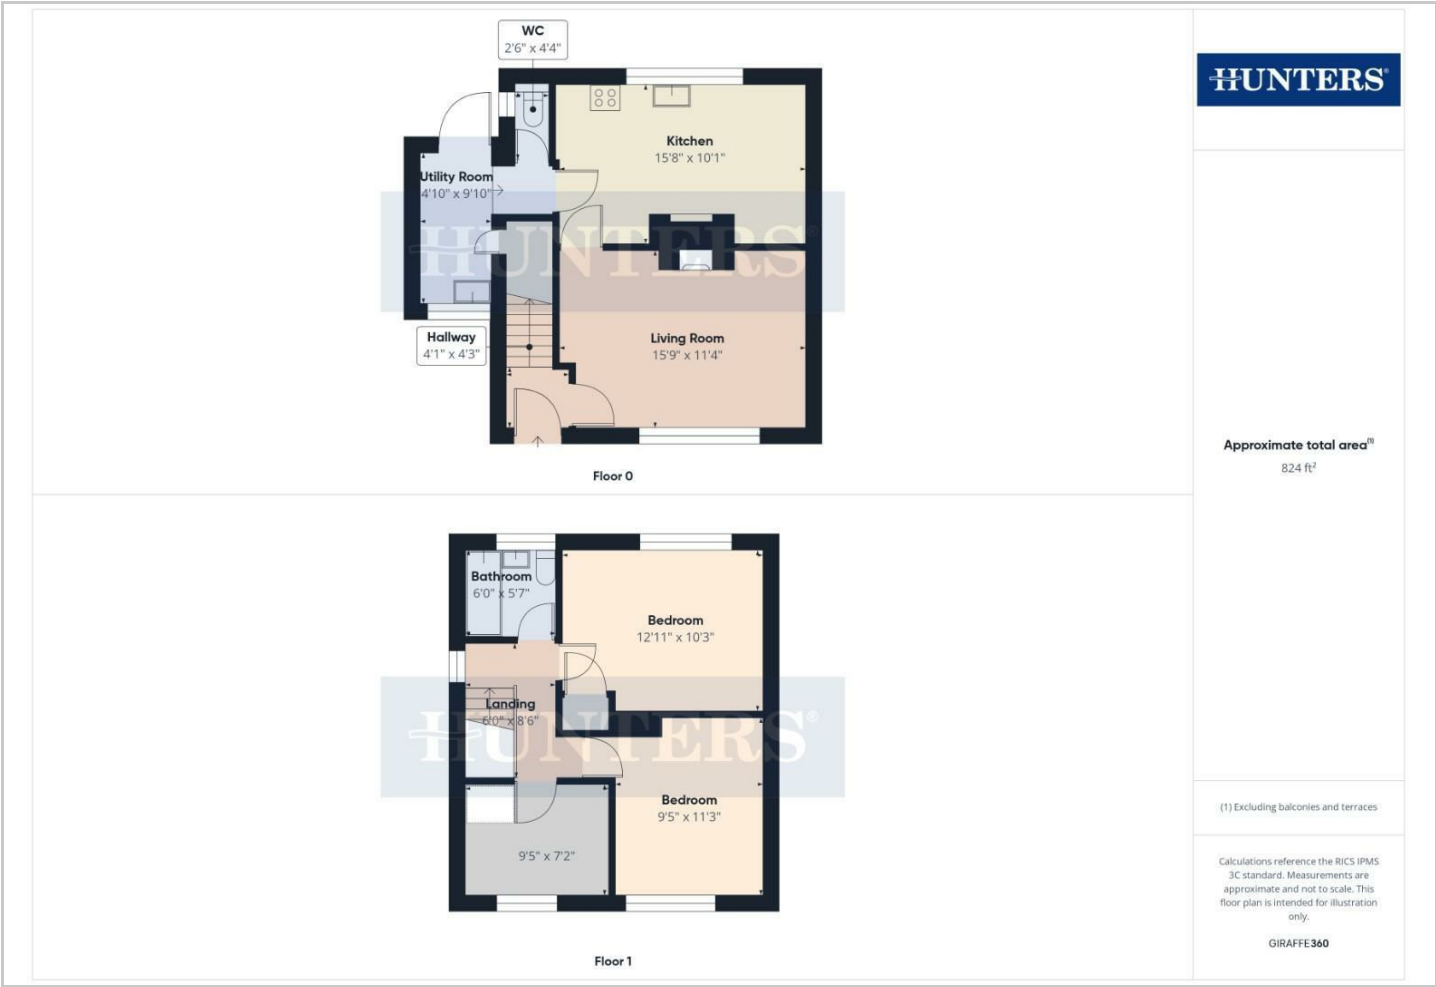 WC
2'6" x 4'4"
HUNTERS®
Kitchen
15'8" x 10'1"
Utility Room
4'10" x 9'10"
HUNTERS®
Hallway
4'1" x 4'3"
Living Room
15'9" x 11'4"
Floor 0
Approximate total area(1)
824 ft²
Bathroom
6'0" x 5'7"
Bedroom
12'11" x 10'3"
Landing
6'0" x 8'6"
HUNTERS®
Bedroom
9'5" x 11'3"
9'5" x 7'2"
Floor 1
(1) Excluding balconies and terraces
Calculations reference the RICS IPMS
3C standard. Measurements are
approximate and not to scale. This
floor plan is intended for illustration
only.
GIRAFFE360